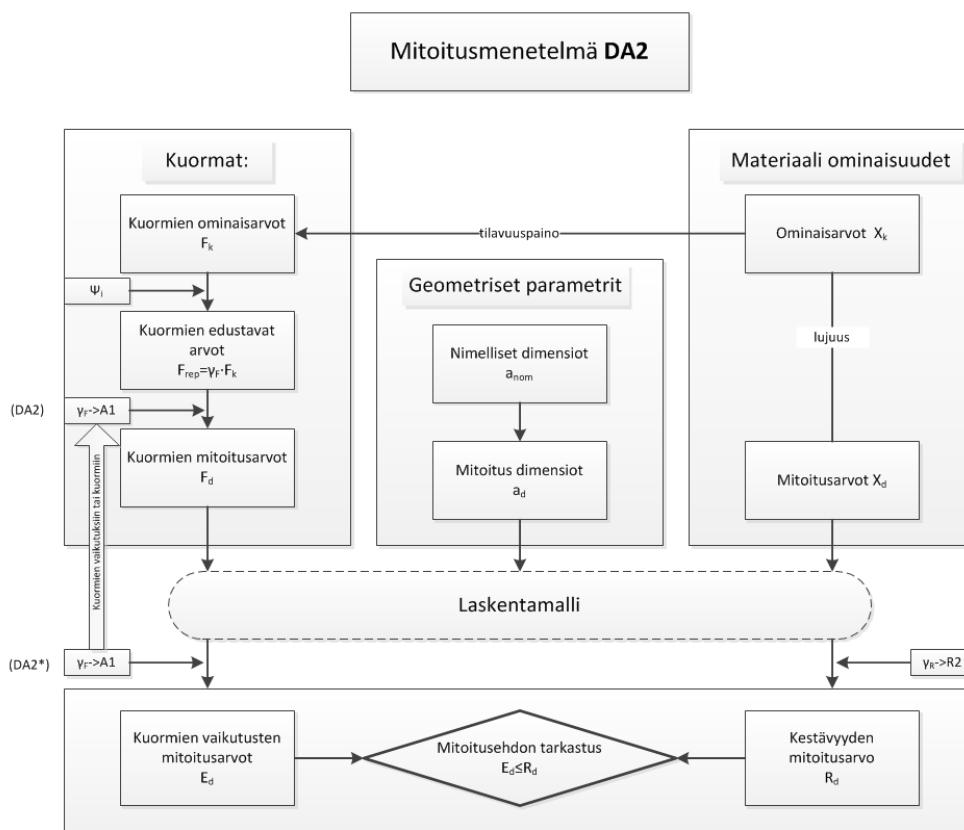 Mitoitusmenetelmä DA2
Kuormat:
Kuormien ominaisarvot
Fₖ
Ψᵢ
Kuormien edustavat
arvot
Fᵣₑₚ=γF·Fₖ
(DA2)
γF->A1
Kuormien mitoitusarvot
Fd
Kuormien vaikutuksiin tai kuormiin
tilavuuspaino
Geometriset parametrit
Nimelliset dimensiot
aₙₒₘ
Mitoitus dimensiot
ad
Materiaali ominaisuudet
Ominaisarvot Xₖ
lujuus
Mitoitusarvot Xd
Laskentamalli
(DA2*)
γF->A1
γR->R2
Kuormien vaikutusten
mitoitusarvot
Ed
Mitoitusehdon tarkastus
Ed≤Rd
Kestävyyden
mitoitusarvo
Rd